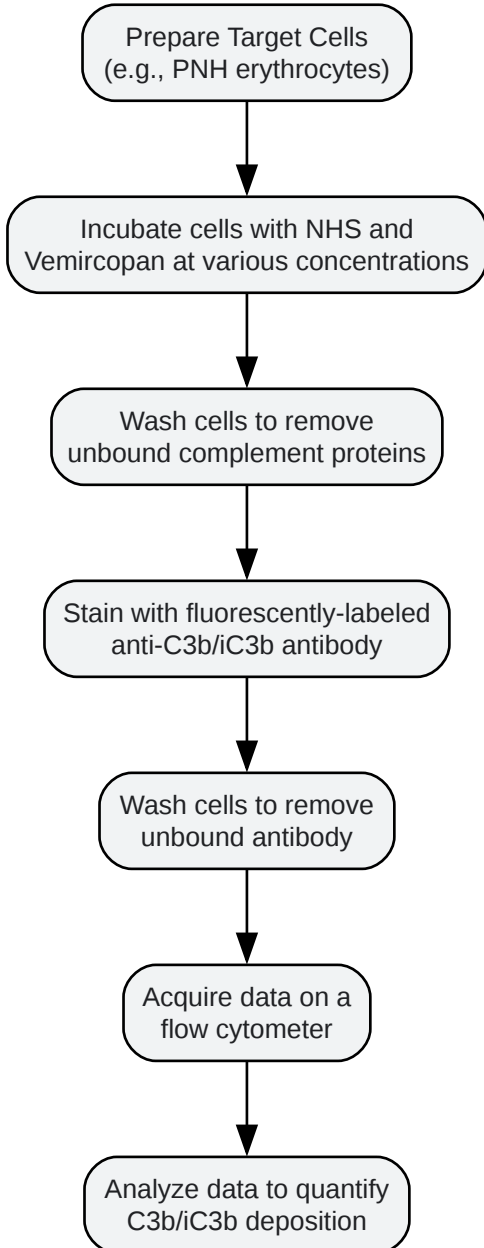 Prepare Target Cells
(e.g., PNH erythrocytes)
Incubate cells with NHS and
Vemircopan at various concentrations
Wash cells to remove
unbound complement proteins
Stain with fluorescently-labeled
anti-C3b/iC3b antibody
Wash cells to remove
unbound antibody
Acquire data on a
flow cytometer
Analyze data to quantify
C3b/iC3b deposition